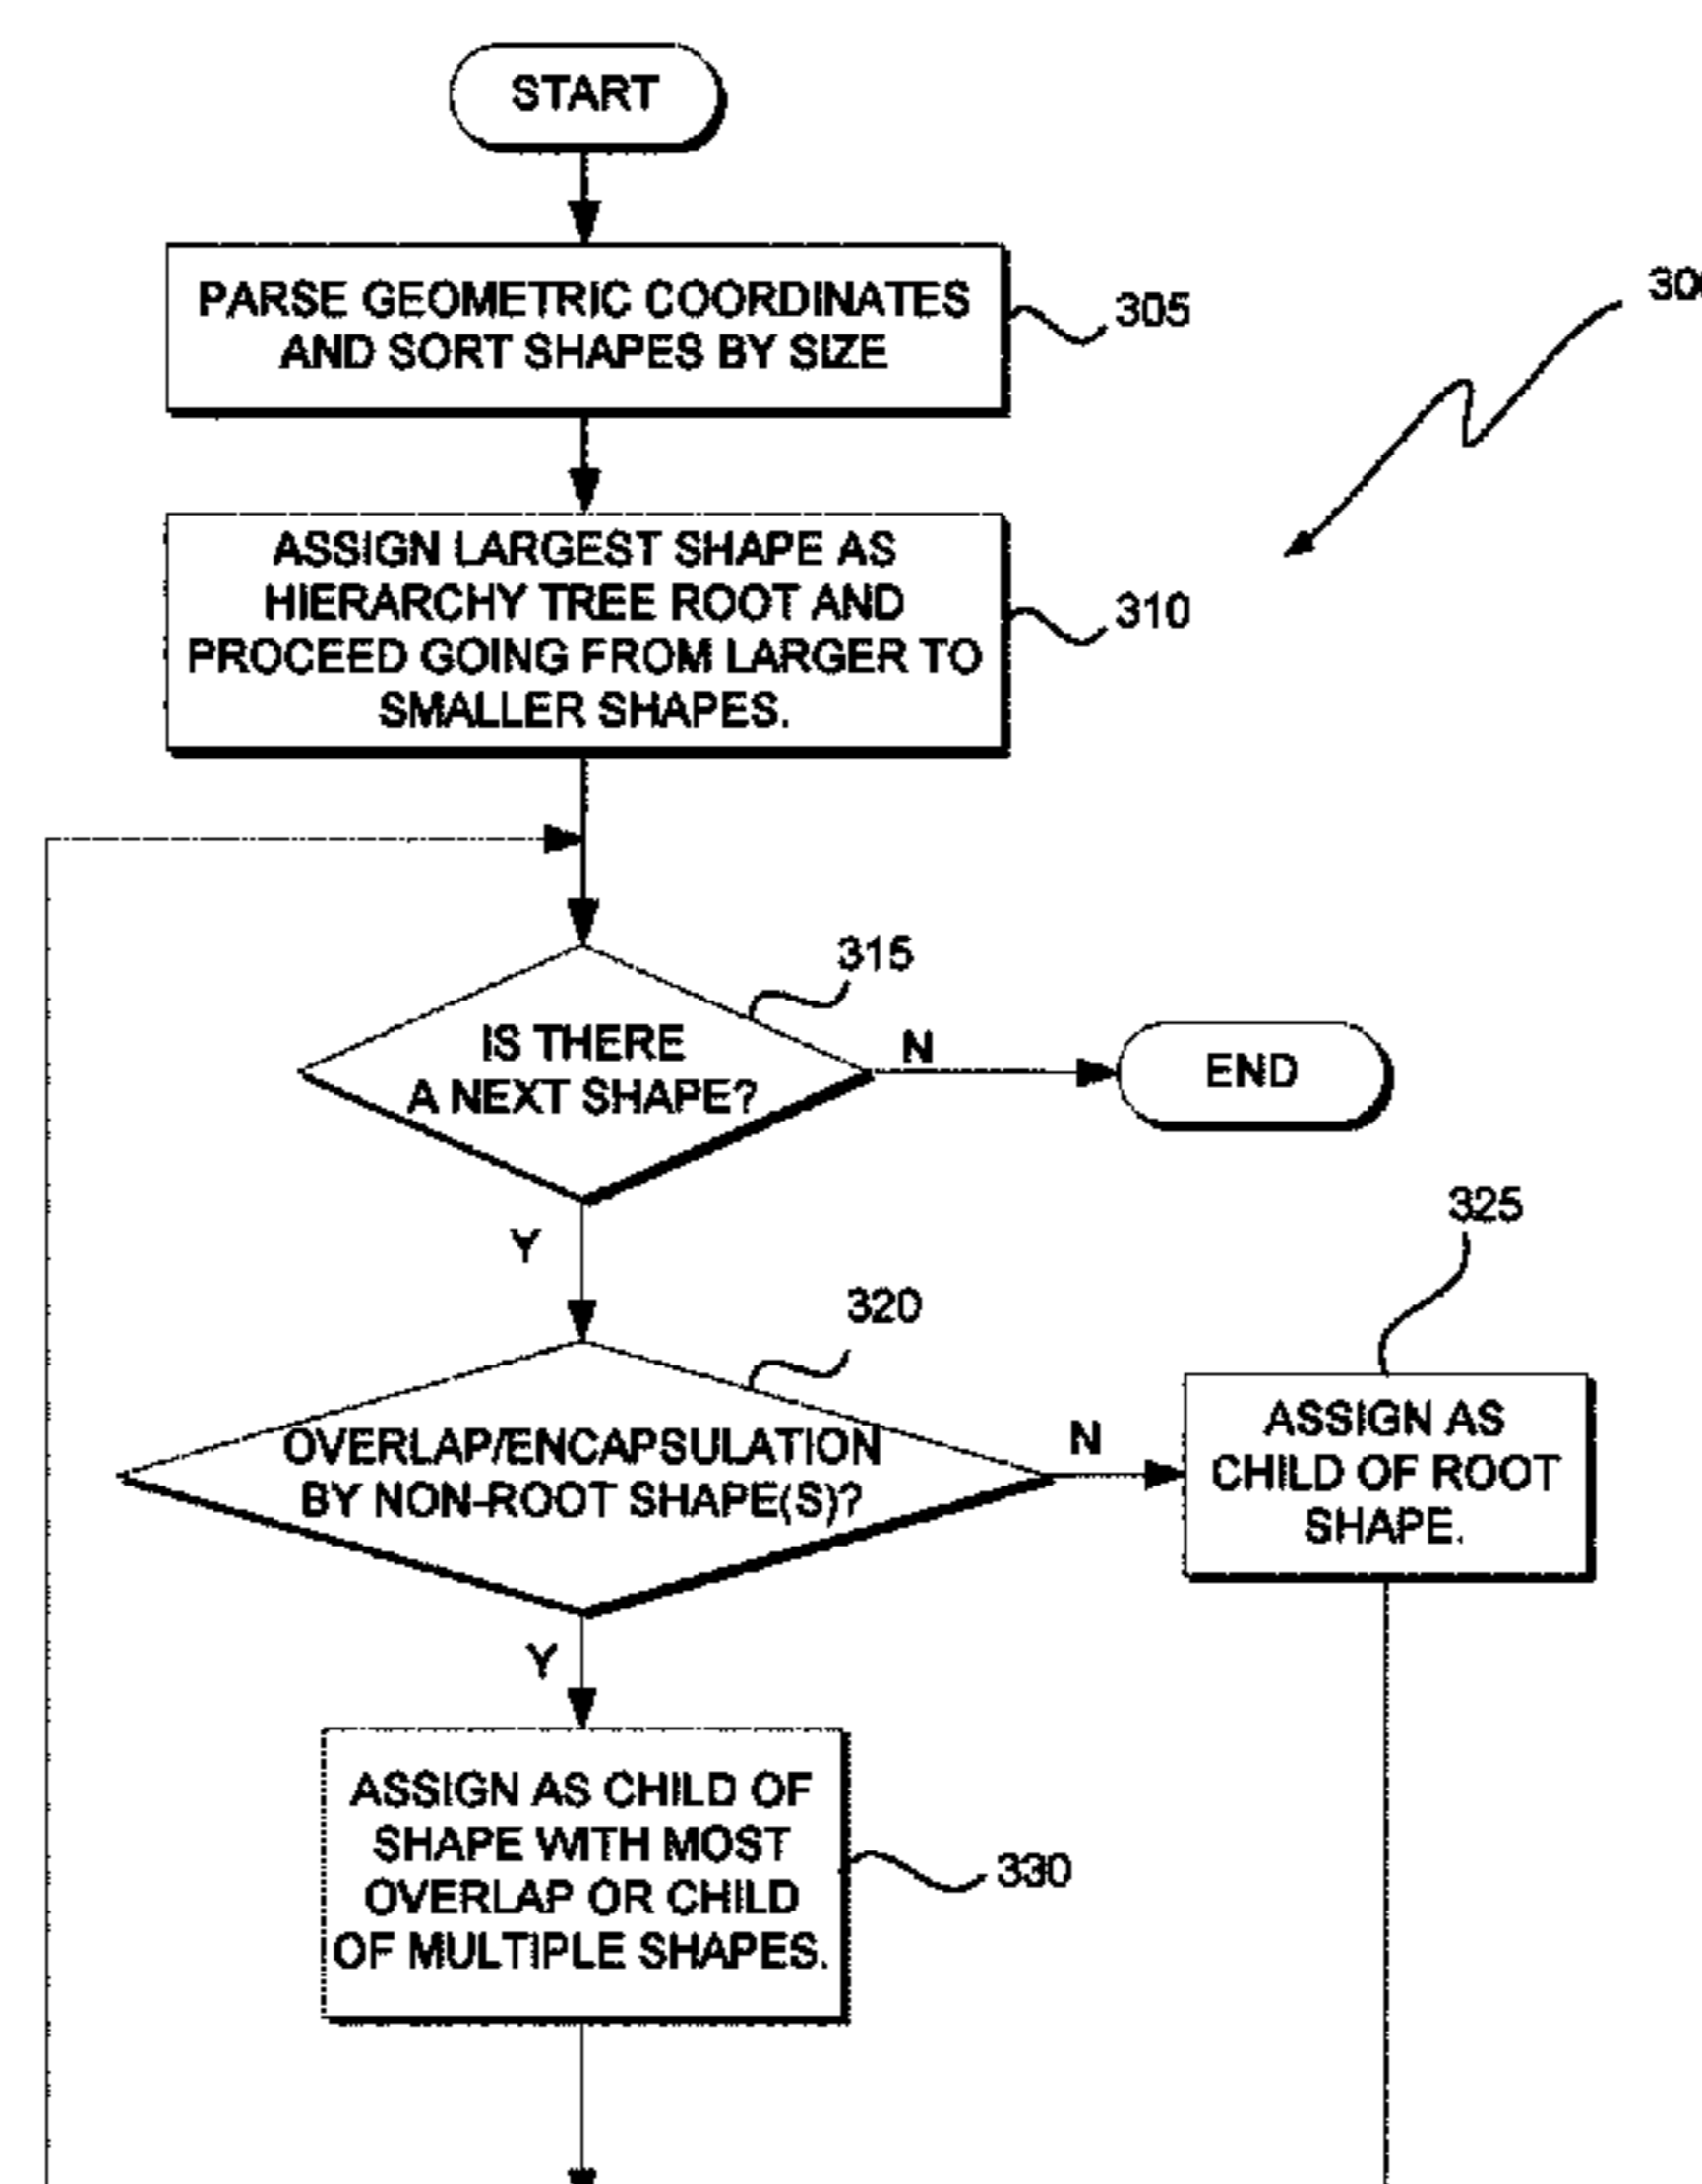 START
PARSE GEOMETRIC COORDINATES
AND SORT SHAPES BY SIZE
305
ASSIGN LARGEST SHAPE AS
HIERARCHY TREE ROOT AND
PROCEED GOING FROM LARGER TO
SMALLER SHAPES.
310
315
IS THERE
A NEXT SHAPE?
N
END
Y
320
325
OVERLAP/ENCAPSULATION
BY NON-ROOT SHAPE(S)?
N
ASSIGN AS
CHILD OF ROOT
SHAPE.
Y
ASSIGN AS CHILD OF
SHAPE WITH MOST
OVERLAP OR CHILD
OF MULTIPLE SHAPES.
330